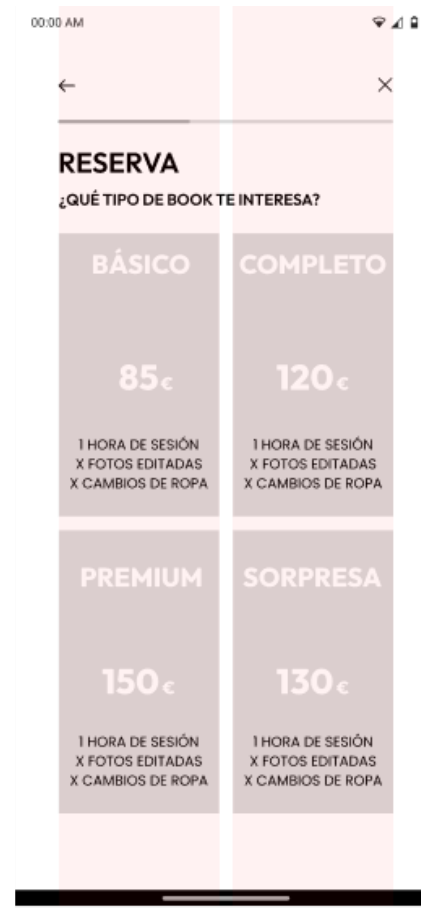 00:00 AM
RESERVA
¿QUÉ TIPO DE BOOK TE INTERESA?
BÁSICO
85€
1 HORA DE SESIÓN
X FOTOS EDITADAS
X CAMBIOS DE ROPA
COMPLETO
120€
1 HORA DE SESIÓN
X FOTOS EDITADAS
X CAMBIOS DE ROPA
PREMIUM
150€
1 HORA DE SESIÓN
X FOTOS EDITADAS
X CAMBIOS DE ROPA
SORPRESA
130€
1 HORA DE SESIÓN
X FOTOS EDITADAS
X CAMBIOS DE ROPA